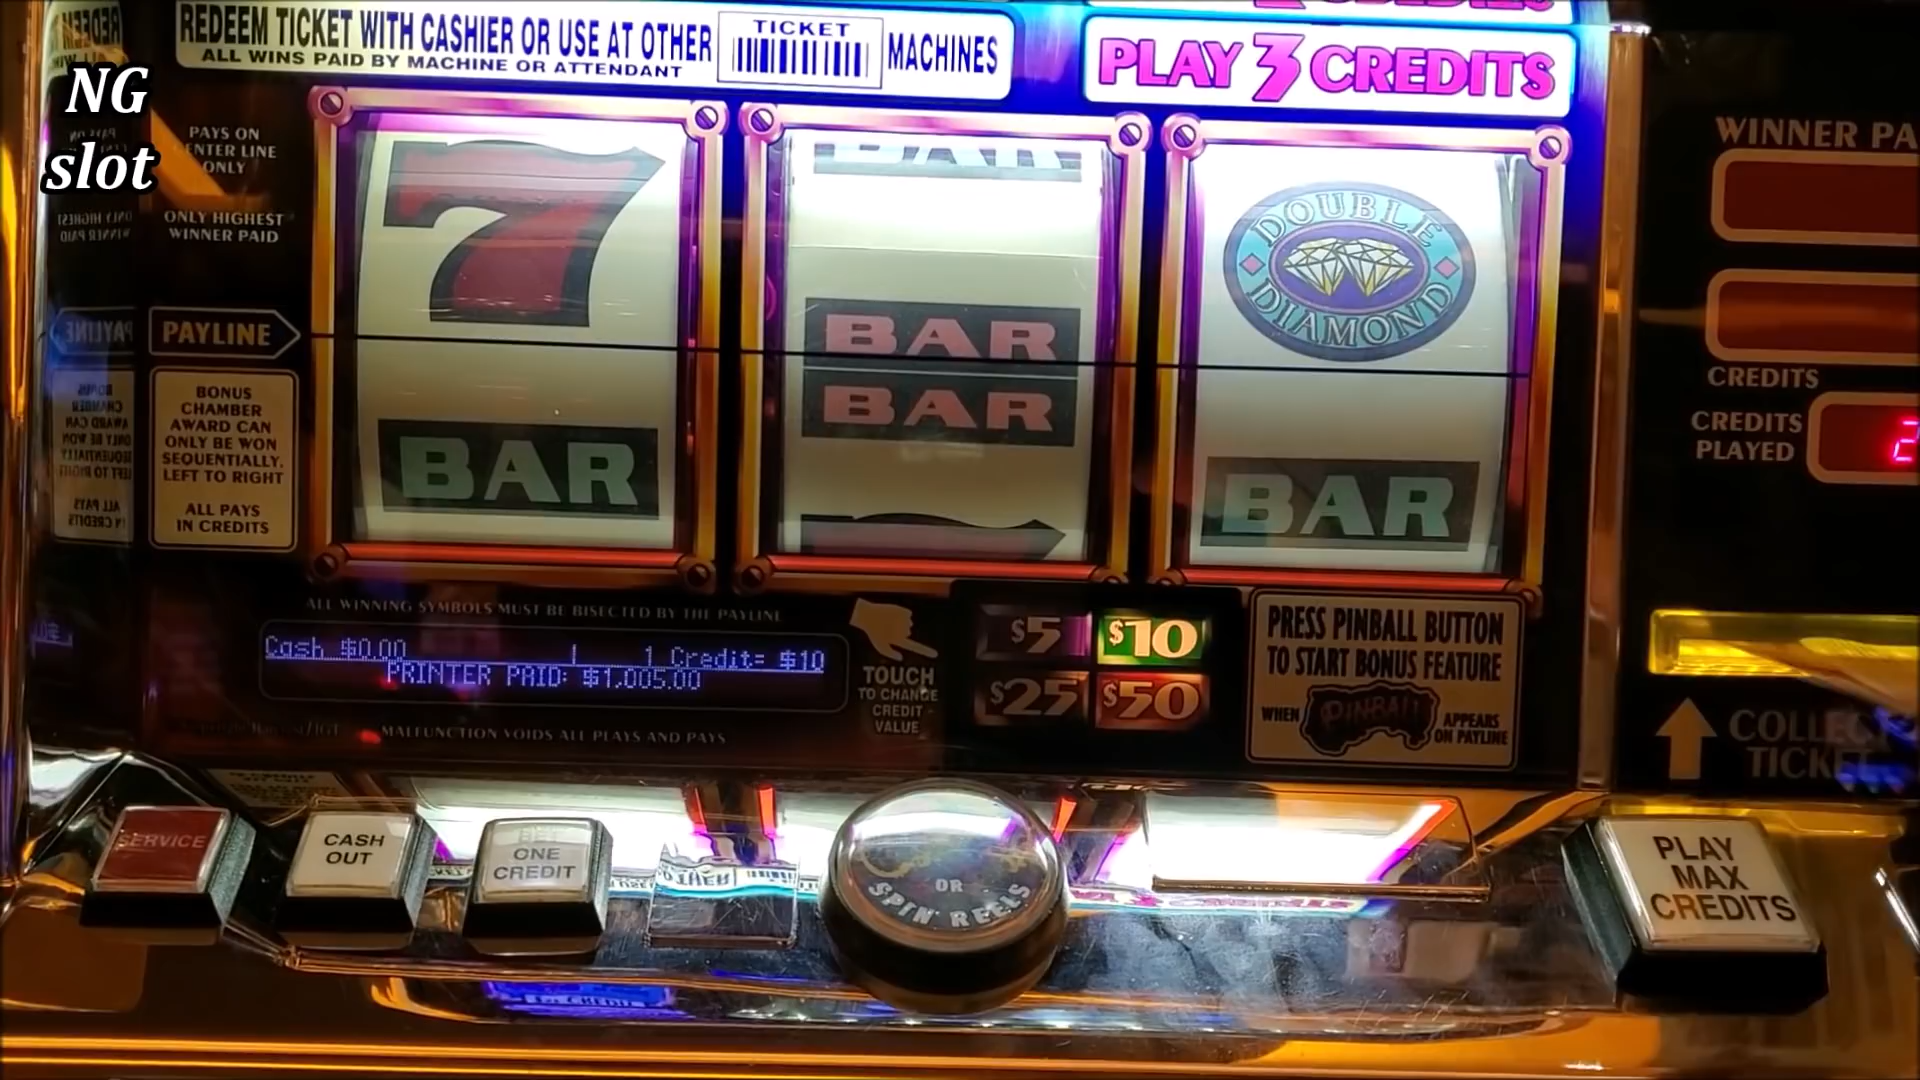 REDEEM TICKET WITH CASHIER OR USE AT OTHER
ALL WINS PAID BY MACHINE OR ATTENDANT
TICKET
MACHINES
PLAY 3 CREDITS
NG
slot
PAYS ON
CENTER LINE
ONLY
ONLY HIGHEST
WINNER PAID
PAYLINE
BONUS
CHAMBER
AWARD CAN
ONLY BE WON
SEQUENTIALLY.
LEFT TO RIGHT
ALL PAYS
IN CREDITS
7
BAR
BAR
BAR
BAR
DOUBLE
DIAMOND
BAR
WINNER PA
CREDITS
CREDITS
PLAYED
2
ALL WINNING SYMBOLS MUST BE BISECTED BY THE PAYLINE
Cash $0.00 | 1 Credit= $10
PRINTER PAID: $1,005.00
MALFUNCTION VOIDS ALL PLAYS AND PAYS
TOUCH
TO CHANGE
CREDIT
VALUE
$5
$10
$25
$50
PRESS PINBALL BUTTON
TO START BONUS FEATURE
WHEN PINBALL APPEARS
ON PAYLINE
COLLECT
TICKET
SERVICE
CASH
OUT
BET
ONE
CREDIT
OR
SPIN REELS
PLAY
MAX
CREDITS